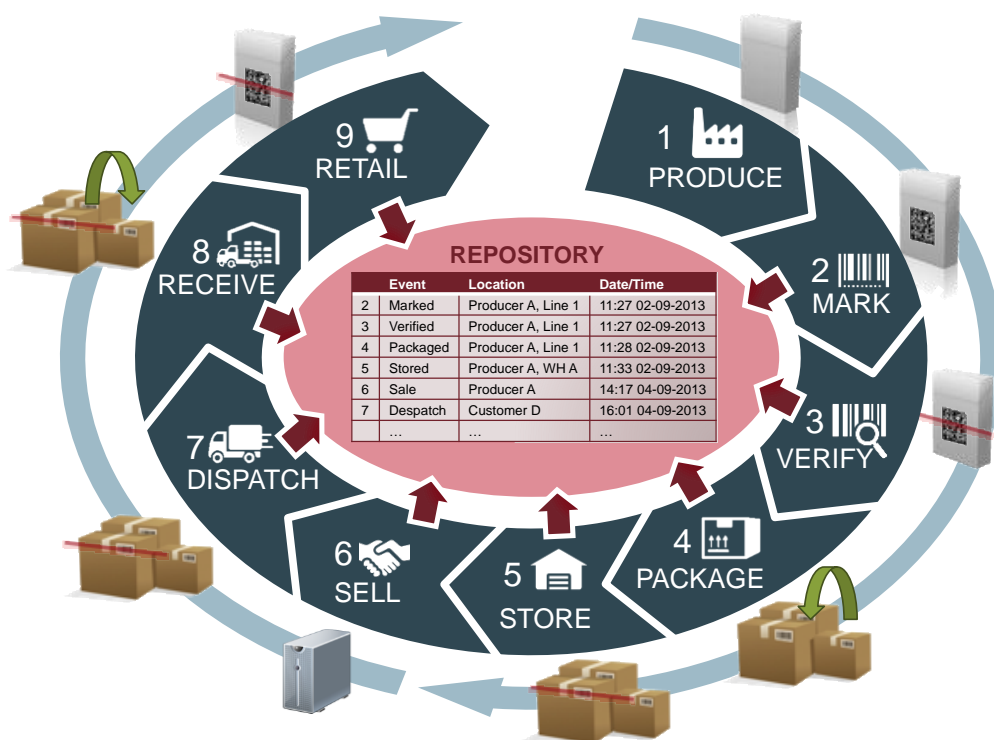 1
PRODUCE
2
MARK
3
VERIFY
4
PACKAGE
5
STORE
6
SELL
7
DISPATCH
8
RECEIVE
9
RETAIL
REPOSITORY
Event Location Date/Time
2 Marked Producer A, Line 1 11:27 02-09-2013
3 Verified Producer A, Line 1 11:27 02-09-2013
4 Packaged Producer A, Line 1 11:28 02-09-2013
5 Stored Producer A, WH A 11:33 02-09-2013
6 Sale Producer A 14:17 04-09-2013
7 Despatch Customer D 16:01 04-09-2013
… … …